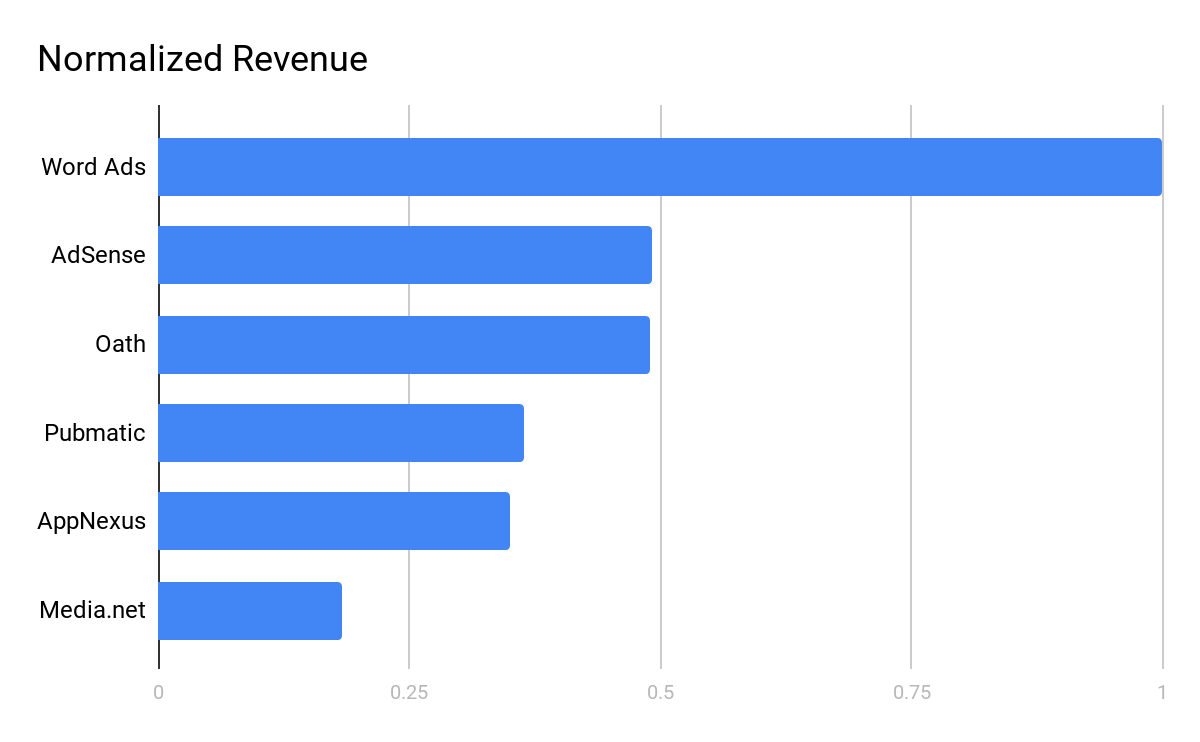 Normalized Revenue
Word Ads
AdSense
Oath
Pubmatic
AppNexus
Media.net
0 0.25 0.5 0.75 1